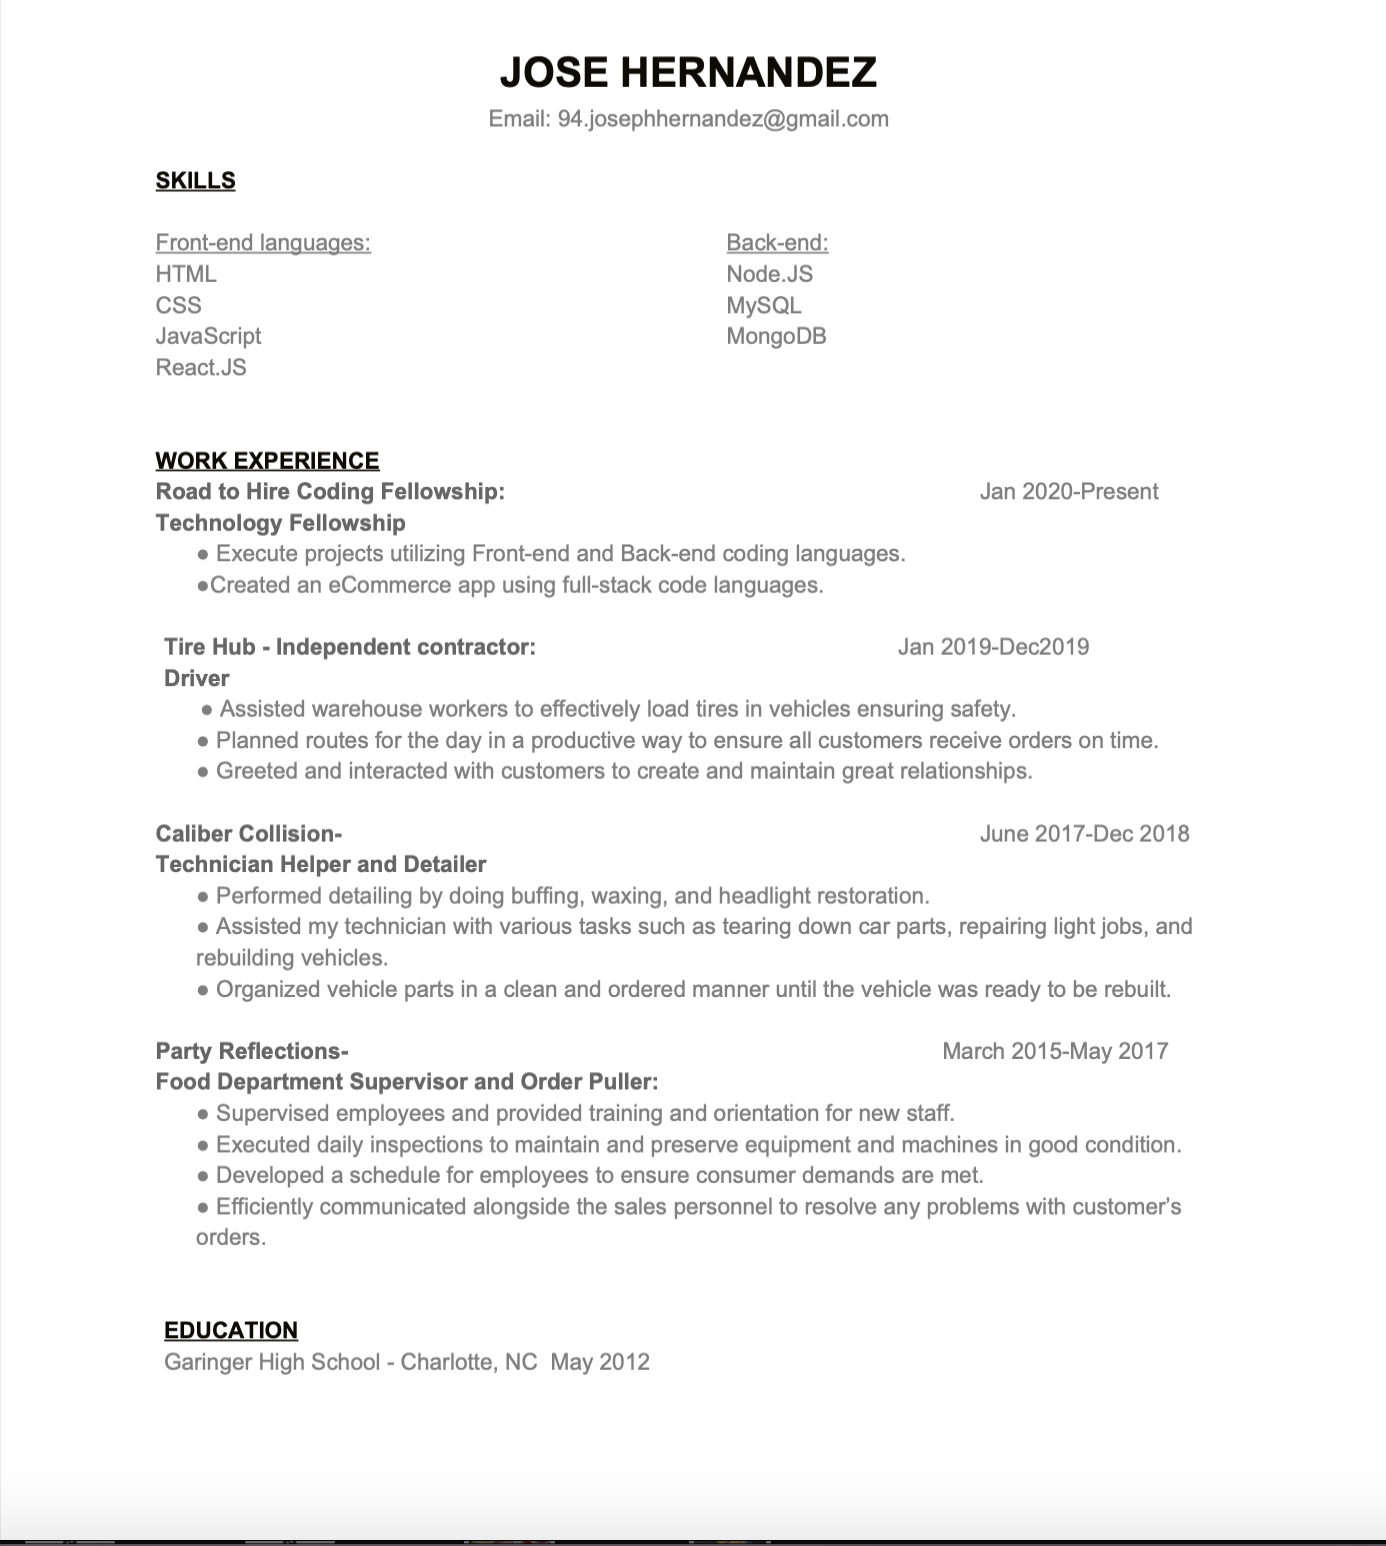 JOSE HERNANDEZ
Email: 94.josephhernandez@gmail.com
SKILLS
Front-end languages:
HTML
CSS
JavaScript
React.JS
Back-end:
Node.JS
MySQL
MongoDB
WORK EXPERIENCE
Road to Hire Coding Fellowship: Jan 2020-Present
Technology Fellowship
● Execute projects utilizing Front-end and Back-end coding languages.
●Created an eCommerce app using full-stack code languages.
Tire Hub - Independent contractor: Jan 2019-Dec2019
Driver
● Assisted warehouse workers to effectively load tires in vehicles ensuring safety.
● Planned routes for the day in a productive way to ensure all customers receive orders on time.
● Greeted and interacted with customers to create and maintain great relationships.
Caliber Collision- June 2017-Dec 2018
Technician Helper and Detailer
● Performed detailing by doing buffing, waxing, and headlight restoration.
● Assisted my technician with various tasks such as tearing down car parts, repairing light jobs, and
rebuilding vehicles.
● Organized vehicle parts in a clean and ordered manner until the vehicle was ready to be rebuilt.
Party Reflections- March 2015-May 2017
Food Department Supervisor and Order Puller:
● Supervised employees and provided training and orientation for new staff.
● Executed daily inspections to maintain and preserve equipment and machines in good condition.
● Developed a schedule for employees to ensure consumer demands are met.
● Efficiently communicated alongside the sales personnel to resolve any problems with customer’s
orders.
EDUCATION
Garinger High School - Charlotte, NC  May 2012